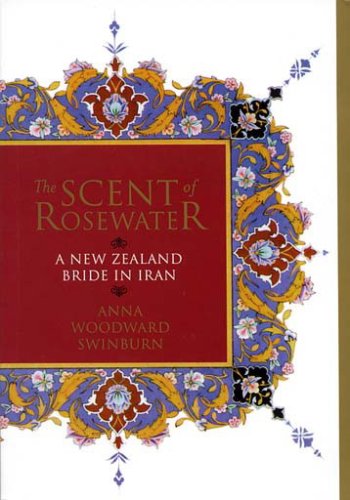 The SCENT of
ROSEWATER
A NEW ZEALAND
BRIDE IN IRAN
ANNA
WOODWARD
SWINBURN